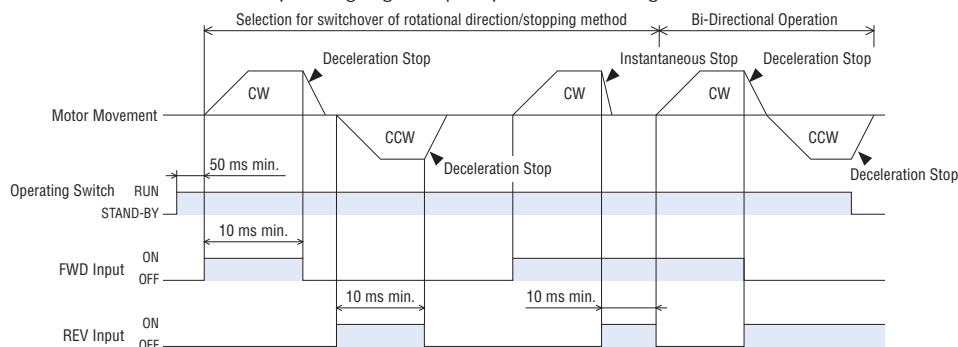 Selection for switchover of rotational direction/stopping method
Bi-Directional Operation
Deceleration Stop
Instantaneous Stop
Deceleration Stop
CW
CW
CW
Motor Movement
CCW
CCW
Deceleration Stop
Deceleration Stop
50 ms min.
Operating Switch
RUN
STAND-BY
10 ms min.
FWD Input
ON
OFF
10 ms min.
10 ms min.
REV Input
ON
OFF